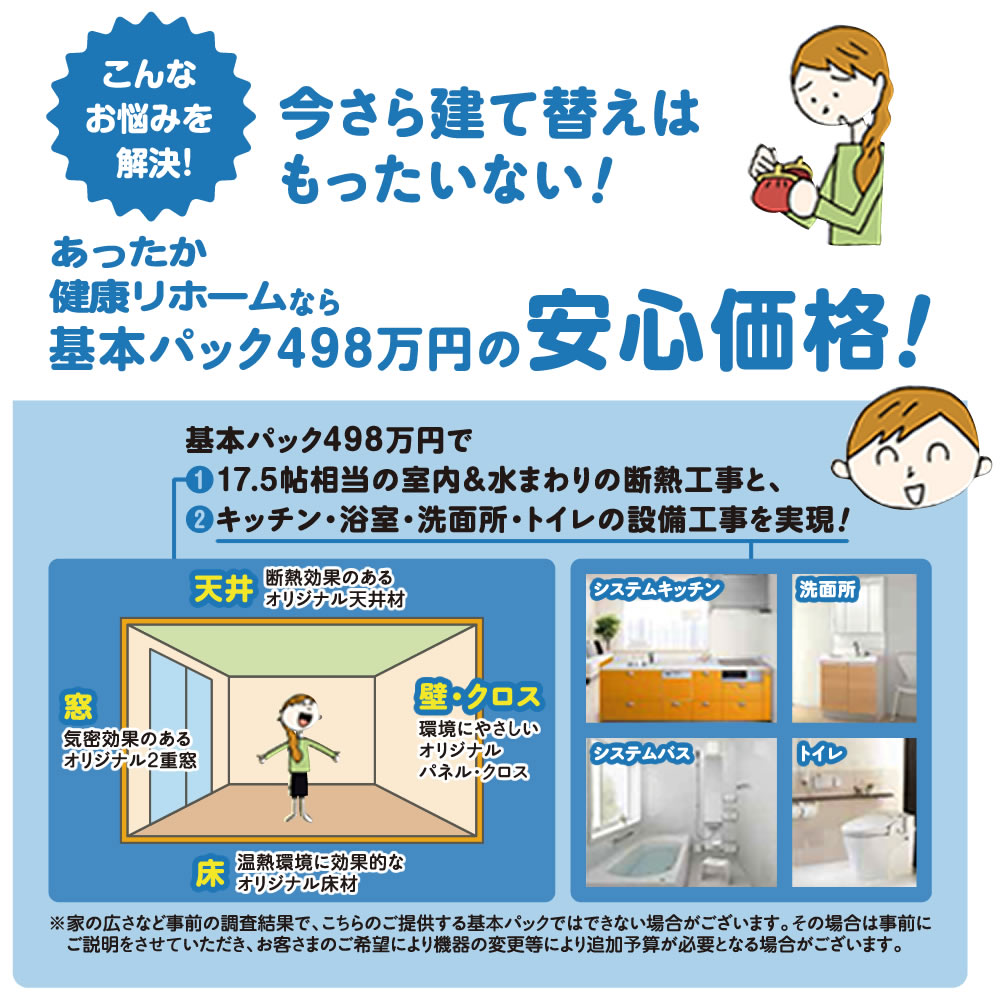 こんな
お悩みを
解決!
今さら建て替えは
もったいない!
あったか
健康リホームなら
基本パック498万円の安心価格!
基本パック498万円で
❶17.5帖相当の室内&水まわりの断熱工事と、
❷キッチン・浴室・洗面所・トイレの設備工事を実現!
天井
断熱効果のある
オリジナル天井材
窓
気密効果のある
オリジナル2重窓
壁・クロス
環境にやさしい
オリジナル
パネル・クロス
床
温熱環境に効果的な
オリジナル床材
システムキッチン
洗面所
システムバス
トイレ
※家の広さなど事前の調査結果で、こちらのご提供する基本パックではできない場合がございます。その場合は事前に
ご説明をさせていただき、お客さまのご希望により機器の変更等により追加予算が必要となる場合がございます。